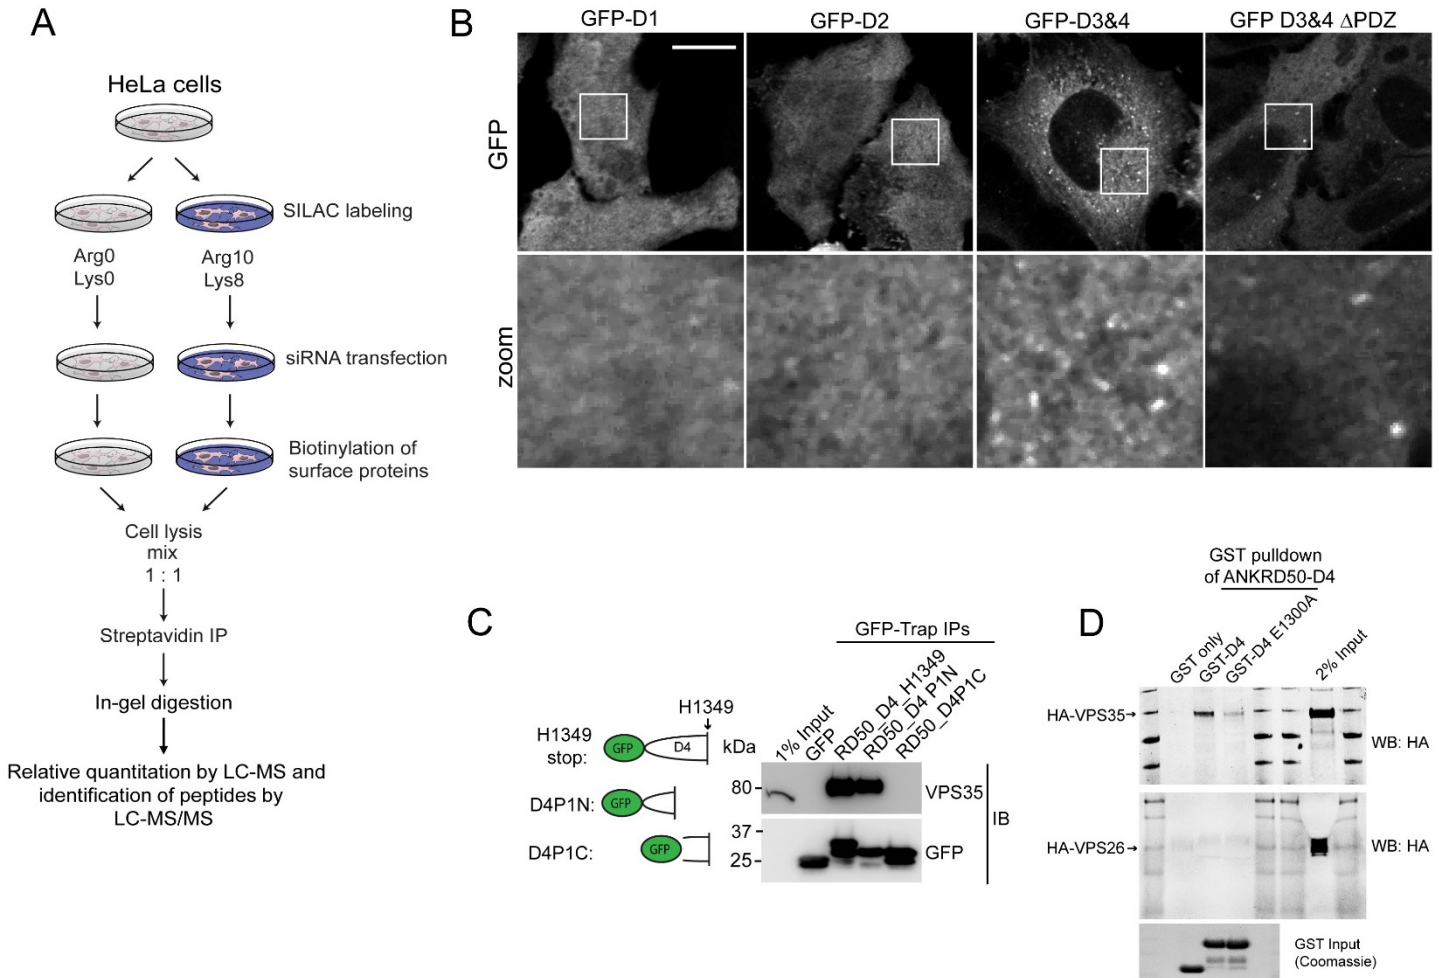 A
HeLa cells
SILAC labeling
Arg0
Lys0
Arg10
Lys8
siRNA transfection
Biotinylation of
surface proteins
Cell lysis
mix
1 : 1
Streptavidin IP
In-gel digestion
Relative quantitation by LC-MS and
identification of peptides by
LC-MS/MS
B
GFP-D1
GFP-D2
GFP-D3&4
GFP D3&4 ΔPDZ
GFP
zoom
C
GFP-Trap IPs
1% Input
GFP
RD50_D4_H1349
RD50_D4 P1N
RD50_D4P1C
H1349
H1349
stop:
GFP
D4
kDa
D4P1N:
GFP
D4P1C:
GFP
80
37
25
VPS35
GFP
IB
D
GST pulldown
of ANKRD50-D4
GST only
GST-D4
GST-D4 E1300A
2% Input
HA-VPS35
WB: HA
HA-VPS26
WB: HA
GST Input
(Coomassie)